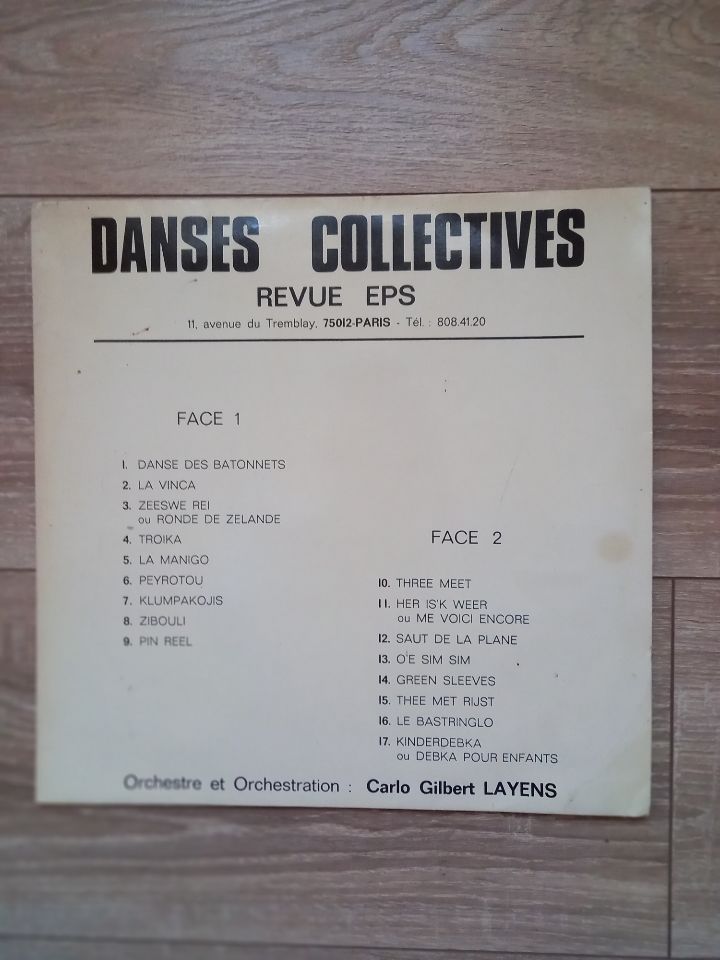 DANSES COLLECTIVES
REVUE EPS
11, avenue du Tremblay, 75012-PARIS - Tél. : 808.41.20
FACE 1
1. DANSE DES BATONNETS
2. LA VINCA
3. ZEESWE REI
ou RONDE DE ZELANDE
4. TROIKA
5. LA MANIGO
6. PEYROTOU
7. KLUMPAKOJIS
8. ZIBOULI
9. PIN REEL
FACE 2
10. THREE MEET
11. HER IS'K WEER
ou ME VOICI ENCORE
12. SAUT DE LA PLANE
13. O'E SIM SIM
14. GREEN SLEEVES
15. THEE MET RIJST
16. LE BASTRINGLO
17. KINDERDEBKA
ou DEBKA POUR ENFANTS
Orchestre et Orchestration : Carlo Gilbert LAYENS